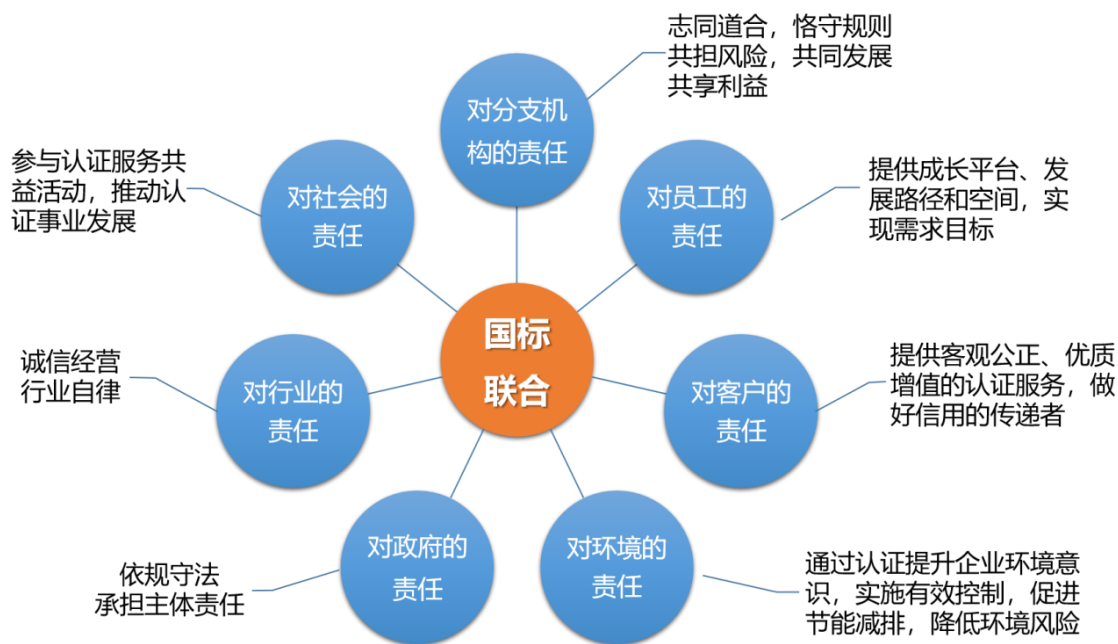 志同道合，恪守规则
共担风险，共同发展
共享利益
对分支机
构的责任
参与认证服务共
益活动，推动认
证事业发展
对社会的
责任
对员工的
责任
提供成长平台、发
展路径和空间，实
现需求目标
国标
联合
诚信经营
行业自律
对行业的
责任
对客户的
责任
提供客观公正、优质
增值的认证服务，做
好信用的传递者
依规守法
承担主体责任
对政府的
责任
对环境的
责任
通过认证提升企业环境意
识，实施有效控制，促进
节能减排，降低环境风险